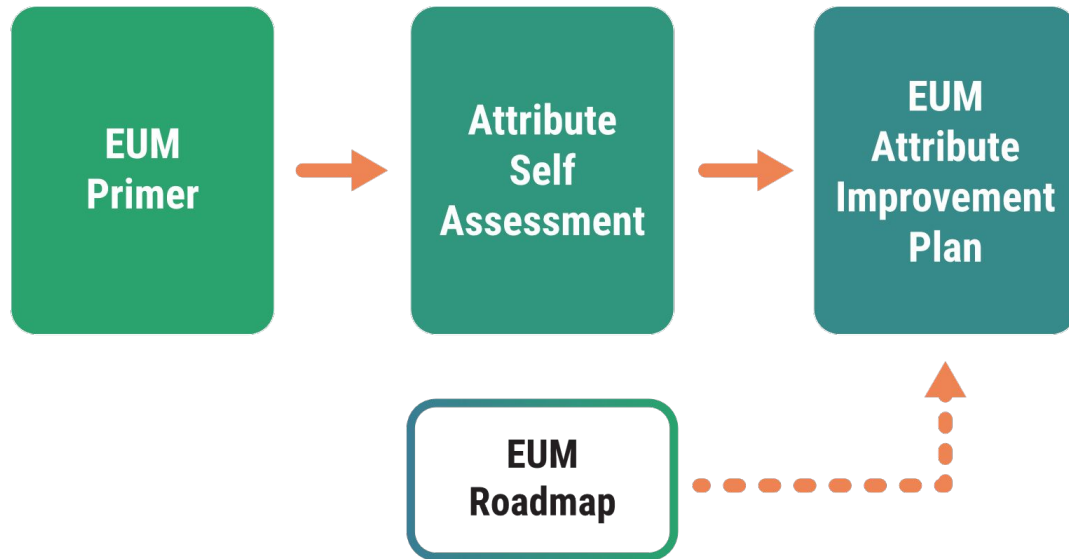 EUM
Primer
Attribute
Self
Assessment
EUM
Attribute
Improvement
Plan
EUM
Roadmap